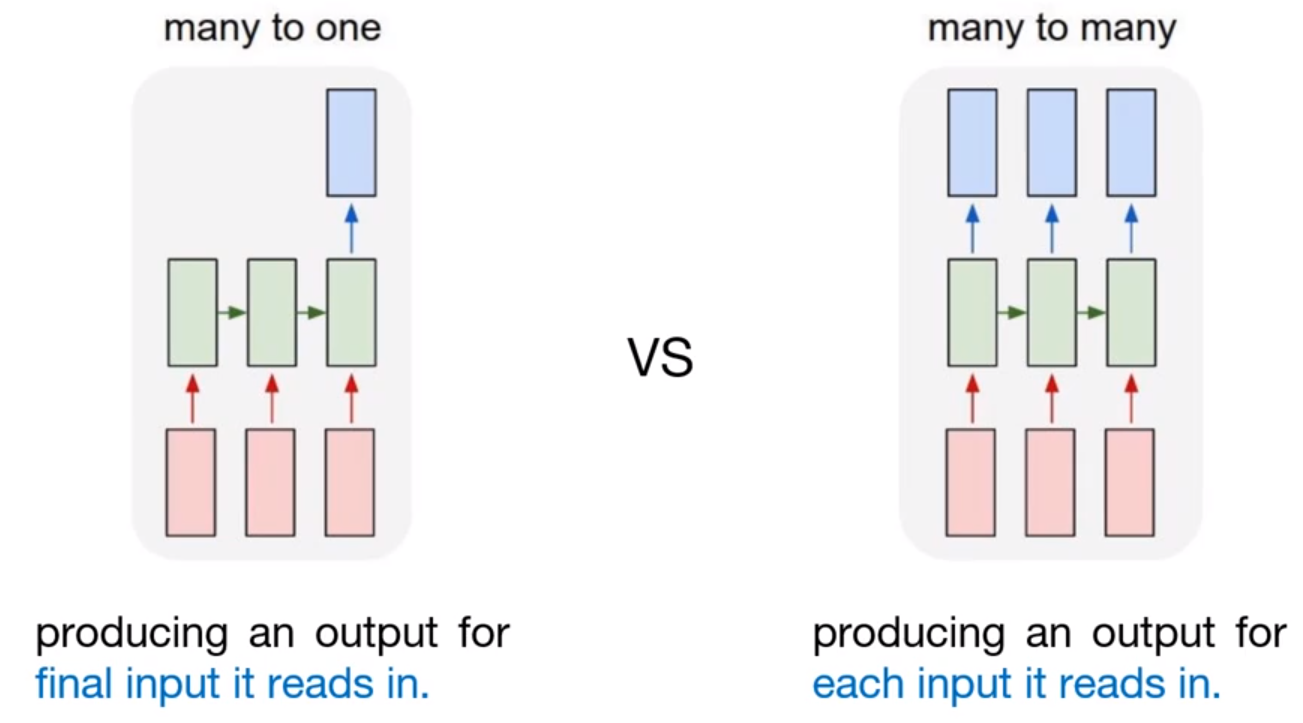 many to one
many to many
VS
producing an output for
final input it reads in.
producing an output for
each input it reads in.